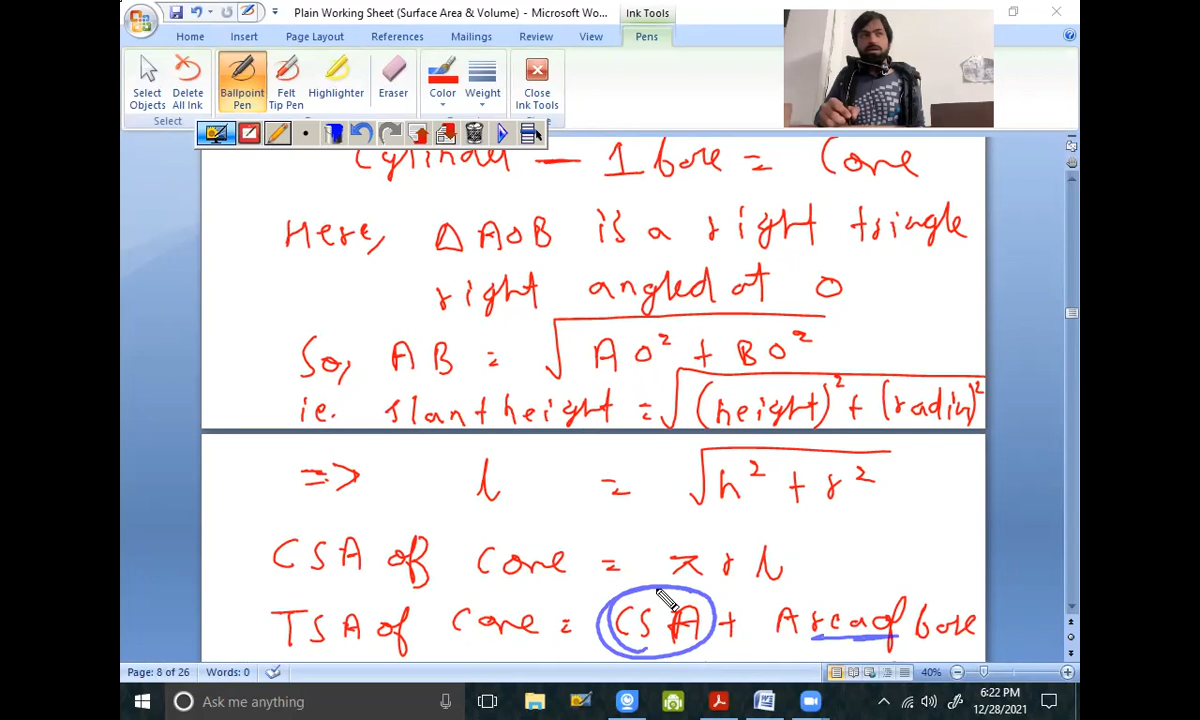 Plain Working Sheet (Surface Area & Volume) - Microsoft Wo...
Ink Tools
Home Insert Page Layout References Mailings Review View Pens
Select Objects
Delete All Ink
Ballpoint Pen
Felt Tip Pen
Highlighter
Eraser
Color
Weight
Close Ink Tools
Select
Pens
Cylinder — 1 base = Cone
Here, △ AOB is a right tringle
right angled at O
So, AB = √AO² + BO²
ie. slant height = √(height)² + (radius)²
=> l = √h² + r²
CSA of Cone = πrl
TSA of Cone = CSA + Area of base
Page: 8 of 26
Words: 0
40%
Ask me anything
6:22 PM
12/28/2021